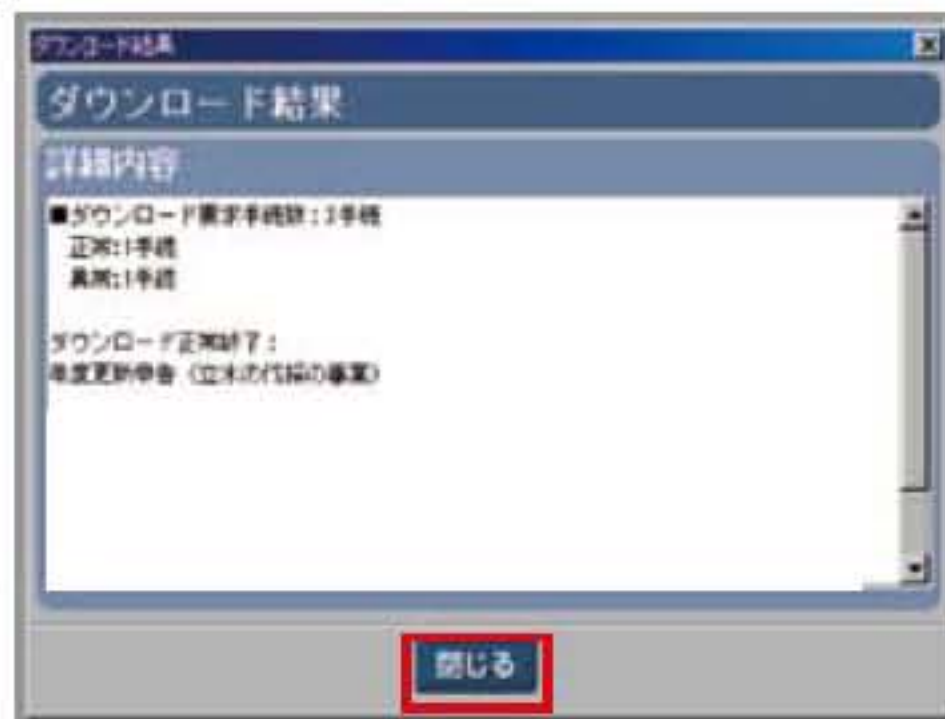 ダウンロード結果
ダウンロード結果
詳細内容
■ダウンロード要求手続数:2手続
正常:1手続
異常:1手続
ダウンロード正常終了:
年度更新申告(立木の伐採の事業)
閉じる